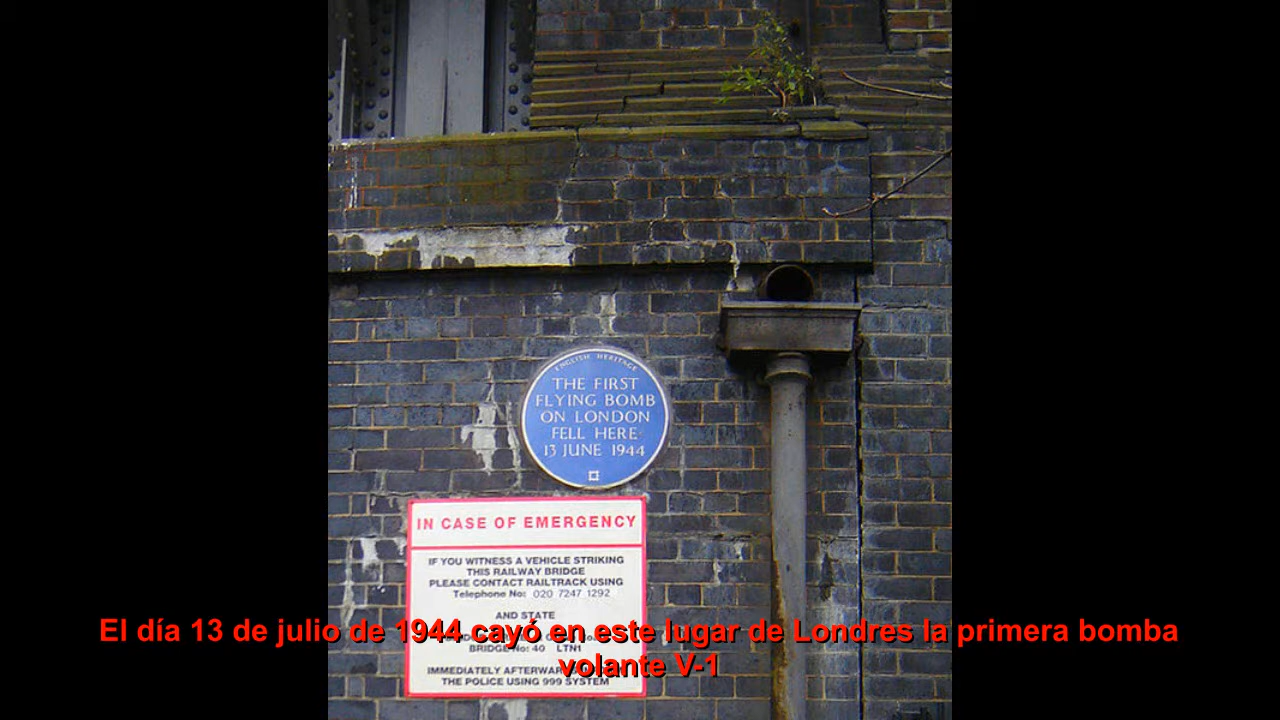 ENGLISH HERITAGE
THE FIRST
FLYING BOMB
ON LONDON
FELL HERE
13 JUNE 1944
IN CASE OF EMERGENCY
IF YOU WITNESS A VEHICLE STRIKING
THIS RAILWAY BRIDGE
PLEASE CONTACT RAILTRACK USING
Telephone No: 020 7247 1292
AND STATE
BRIDGE No: 40 LTN1
IMMEDIATELY AFTERWAR
THE POLICE USING 999 SYSTEM
El día 13 de julio de 1944 cayó en este lugar de Londres la primera bomba
volante V-1